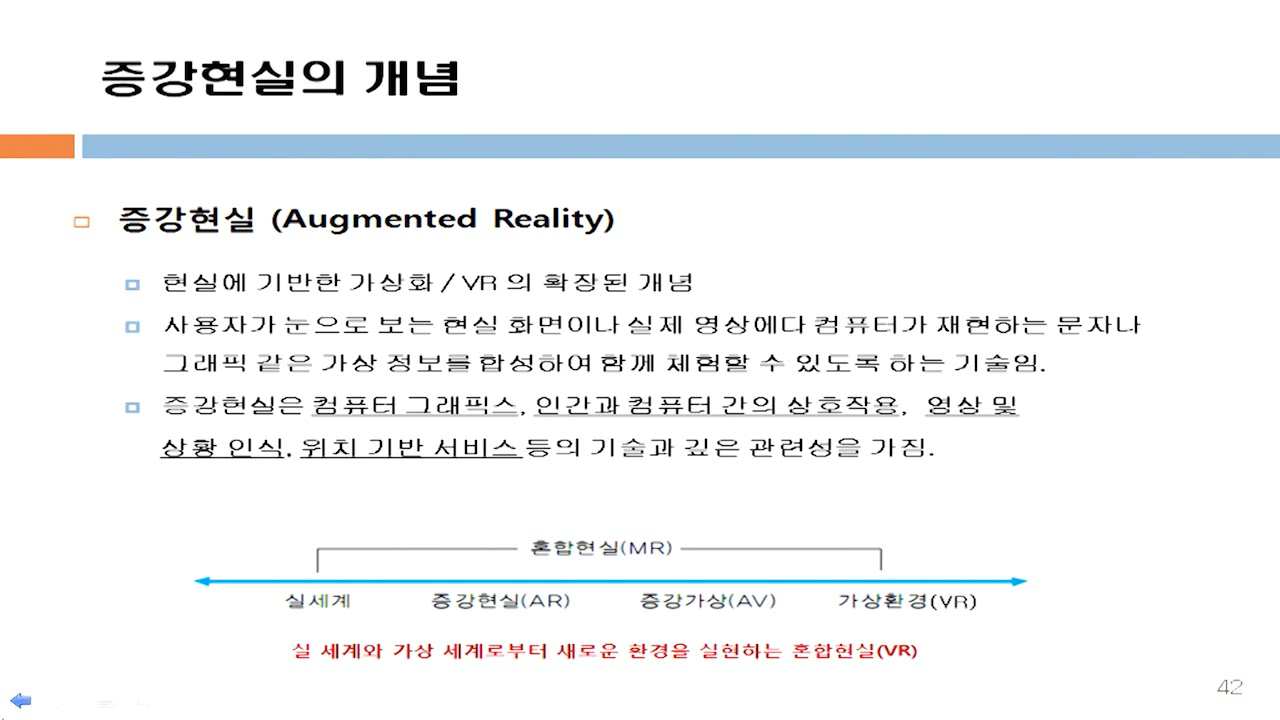 증강현실의 개념
증강현실 (Augmented Reality)
현실에 기반한 가상화 / VR 의 확장된 개념
사용자가 눈으로 보는 현실 화면이나 실제 영상에다 컴퓨터가 재현하는 문자나
그래픽 같은 가상 정보를 합성하여 함께 체험할 수 있도록 하는 기술임.
증강현실은 컴퓨터 그래픽스, 인간과 컴퓨터 간의 상호작용, 영상 및
상황 인식, 위치 기반 서비스 등의 기술과 깊은 관련성을 가짐.
혼합현실(MR)
실세계 증강현실(AR) 증강가상(AV) 가상환경(VR)
실 세계와 가상 세계로부터 새로운 환경을 실현하는 혼합현실(VR)
42